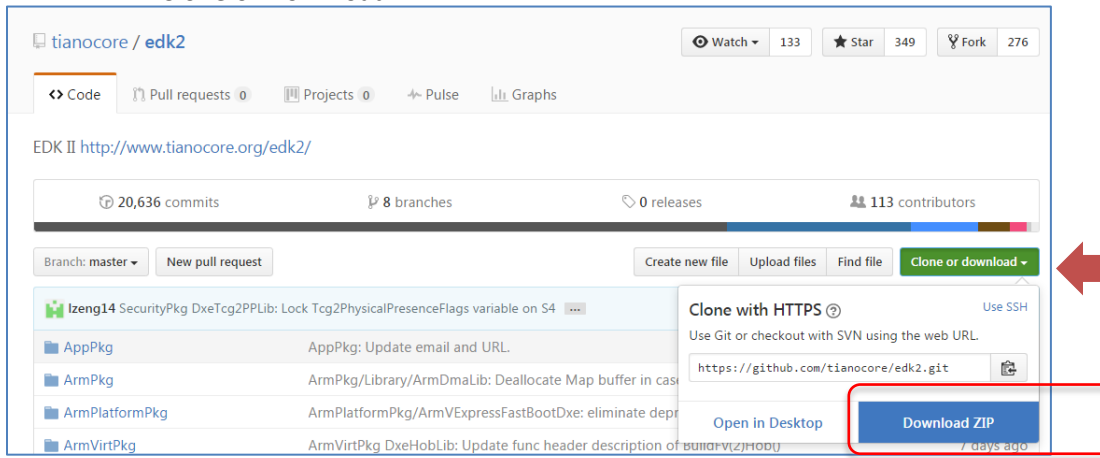 tianocore / edk2
Watch 133 Star 349 Fork 276
Code Pull requests 0 Projects 0 Pulse Graphs
EDK II http://www.tianocore.org/edk2/
20,636 commits 8 branches 0 releases 113 contributors
Branch: master New pull request Create new file Upload files Find file Clone or download
lzeng14 SecurityPkg DxeTcg2PPLib: Lock Tcg2PhysicalPresenceFlags variable on S4 ...
Clone with HTTPS ? Use SSH
Use Git or checkout with SVN using the web URL.
https://github.com/tianocore/edk2.git
Open in Desktop Download ZIP
AppPkg AppPkg: Update email and URL.
ArmPkg ArmPkg/Library/ArmDmaLib: Deallocate Map buffer in case
ArmPlatformPkg ArmPlatformPkg/ArmVExpressFastBootDxe: eliminate depr
ArmVirtPkg ArmVirtPkg DxeHobLib: Update func header description of BuildFv(2)Hob() 7 days ago